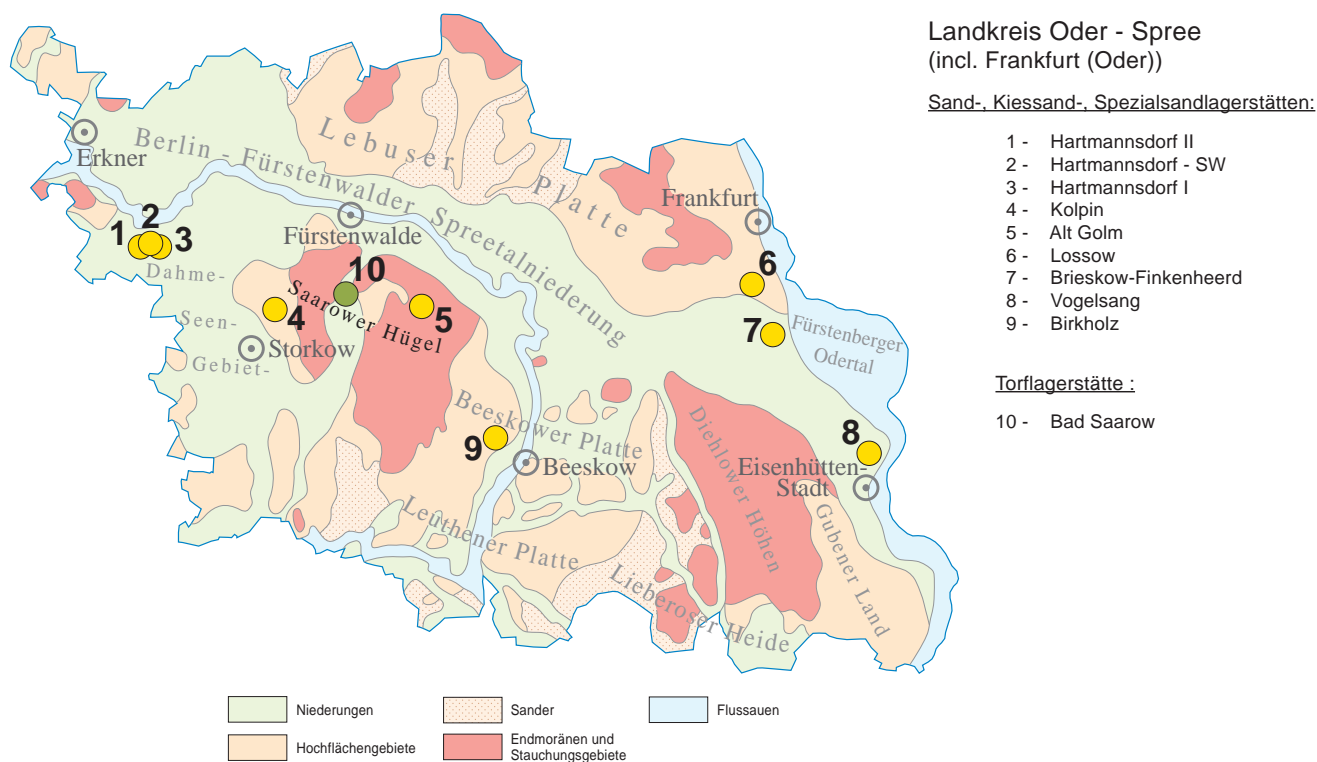 Landkreis Oder - Spree
(incl. Frankfurt (Oder))
Sand-, Kiessand-, Spezialsandlagerstätten:
1 - Hartmannsdorf II
2 - Hartmannsdorf - SW
3 - Hartmannsdorf I
4 - Kolpin
5 - Alt Golm
6 - Lossow
7 - Brieskow-Finkenheerd
8 - Vogelsang
9 - Birkholz
Torflagerstätte :
10 - Bad Saarow
Lebuser Platte
Berlin - Fürstenwalder Spreetalniederung
Erkner
Frankfurt
Fürstenwalde
1
2
3
Dahme-
Seen-
Gebiet-
10
Saarower Hügel
4
5
6
7
Storkow
Fürstenberger
Odertal
Beeskower Platte
9
Beeskow
8
Eisenhütten-
Stadt
Diehlower Höhen
Gubener Land
Leuthener Platte
Lieberoser Heide
Niederungen
Sander
Flussauen
Hochflächengebiete
Endmoränen und
Stauchungsgebiete